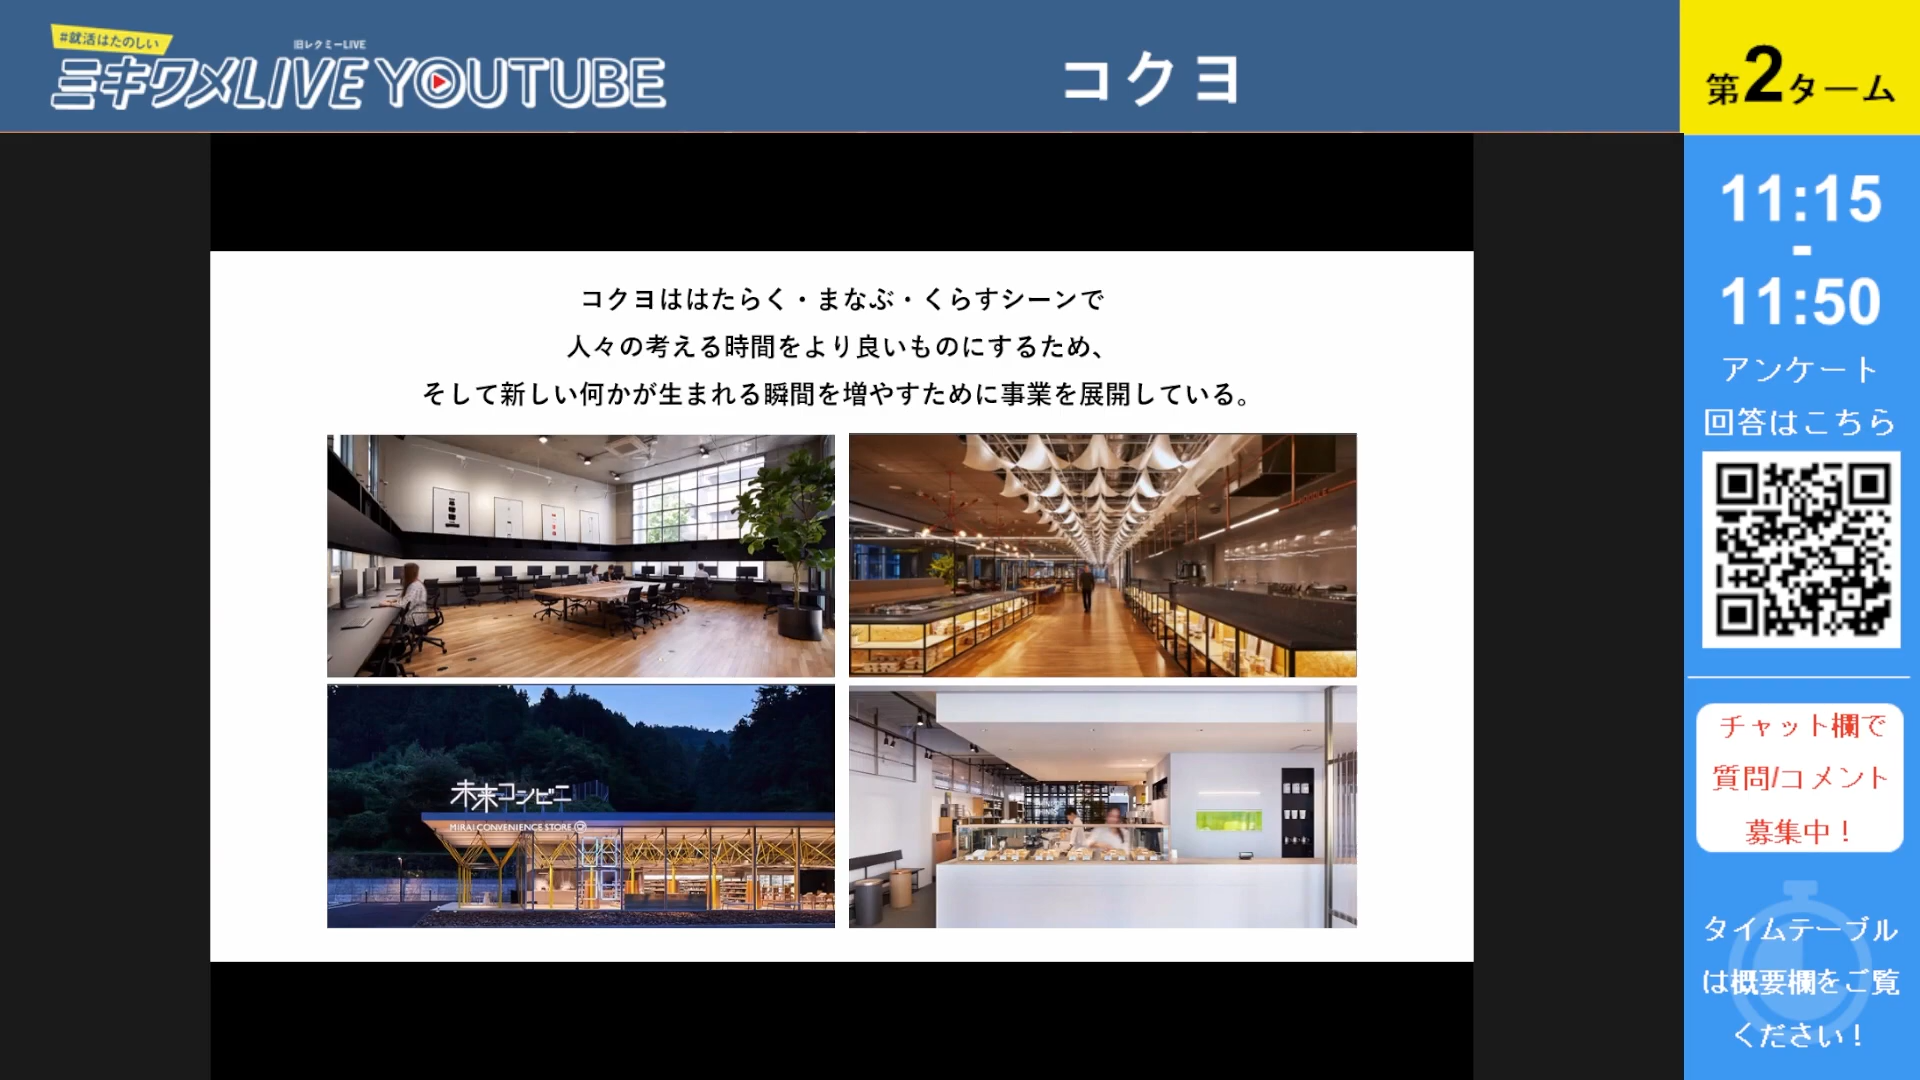 #就活はたのしい
旧レクミーLIVE
ミキワメLIVE YOUTUBE
コクヨ
第2ターム
11:15
-
11:50
アンケート
回答はこちら
コクヨははたらく・まなぶ・くらすシーンで
人々の考える時間をより良いものにするため、
そして新しい何かが生まれる瞬間を増やすために事業を展開している。
未来コンビニ
MIRAI CONVENIENCE STORE
チャット欄で
質問/コメント
募集中!
タイムテーブル
は概要欄をご覧
ください!